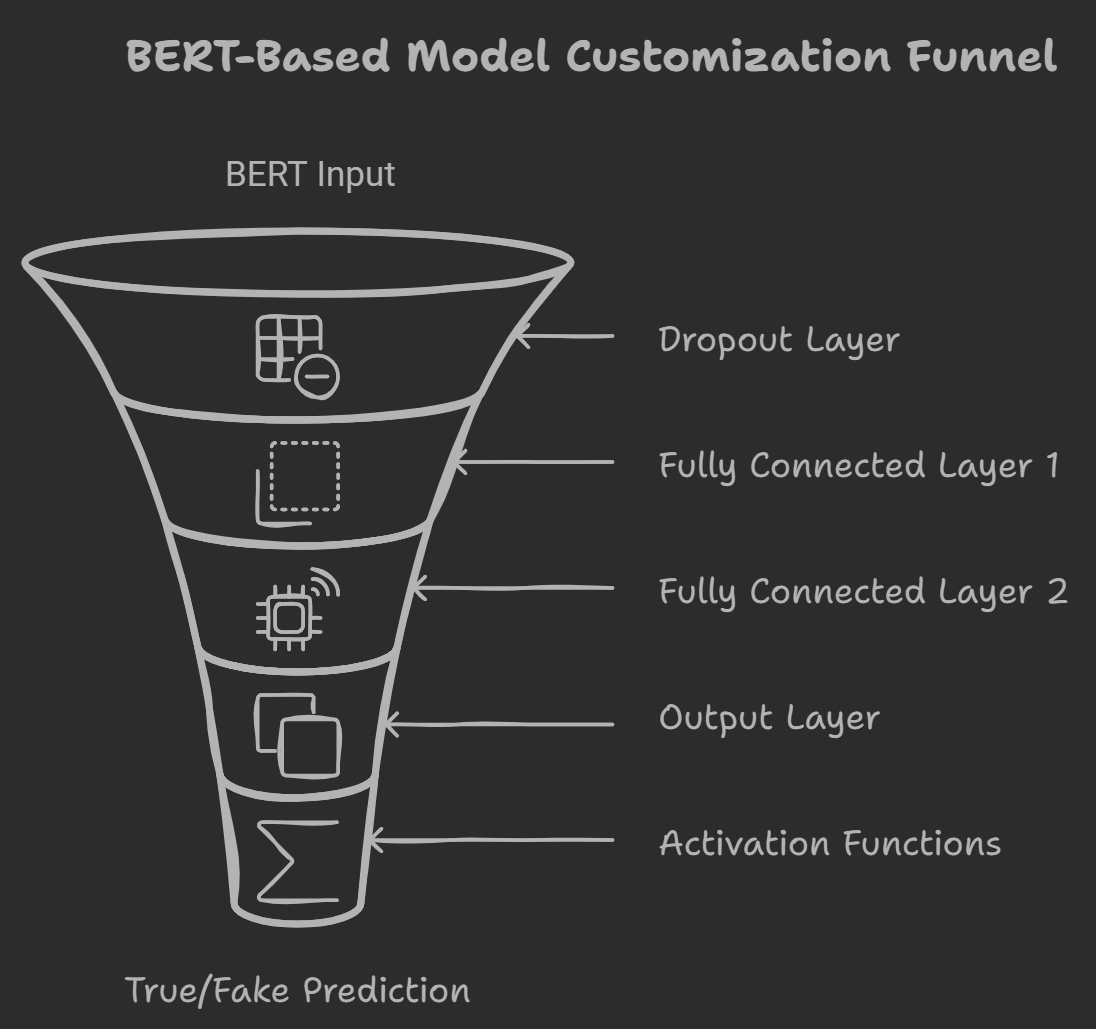 BERT-Based Model Customization Funnel
BERT Input
Dropout Layer
Fully Connected Layer 1
Fully Connected Layer 2
Output Layer
Activation Functions
True/Fake Prediction